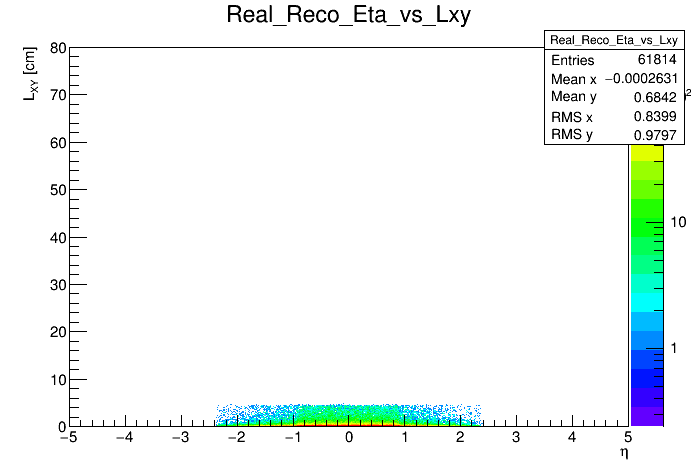 Real_Reco_Eta_vs_Lxy
Real_Reco_Eta_vs_Lxy
Entries 61814
Mean x −0.0002631
Mean y 0.6842
RMS x 0.8399
RMS y 0.9797
L_XY [cm]
80
70
60
50
40
30
20
10
0
−5 −4 −3 −2 −1 0 1 2 3 4 5
η
2
10
1